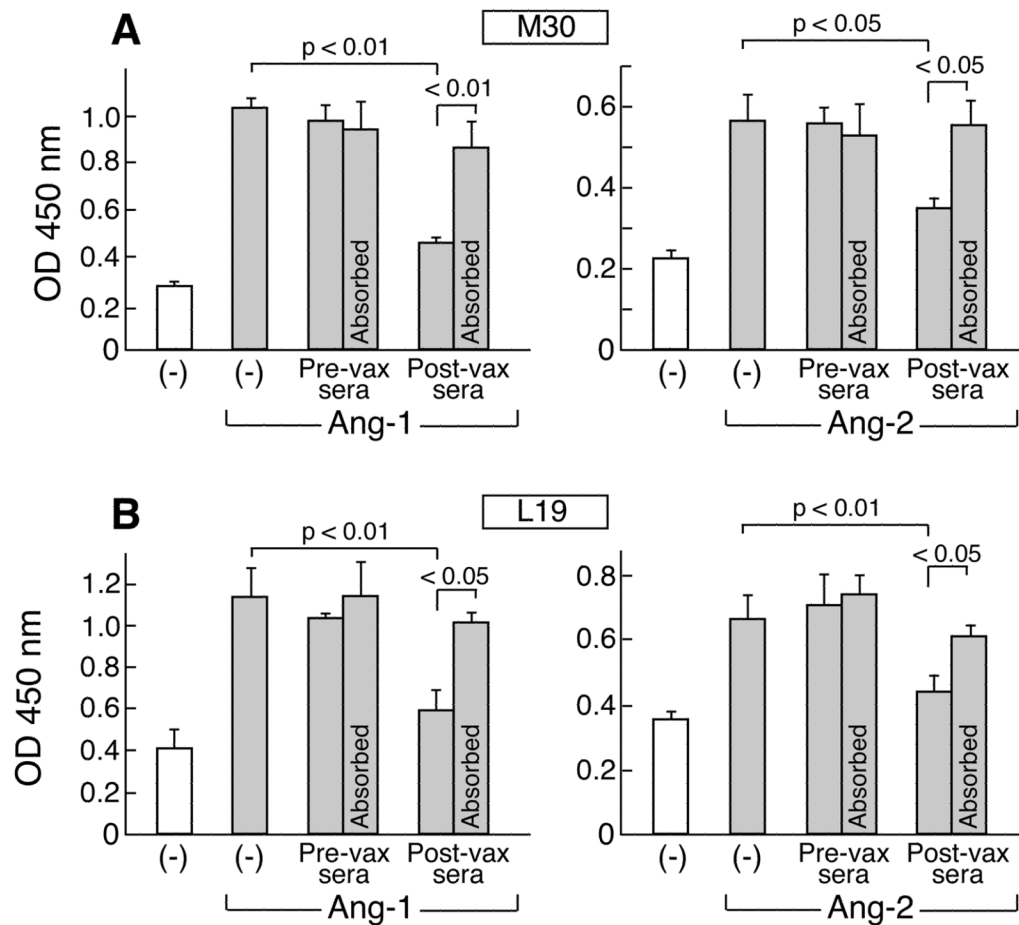 A
M30
p < 0.01
< 0.01
OD 450 nm
1.0
0.8
0.6
0.4
0.2
0
Absorbed
Absorbed
(-)
(-)
Pre-vax
sera
Post-vax
sera
Ang-1
p < 0.05
< 0.05
0.6
0.4
0.2
0
Absorbed
Absorbed
(-)
(-)
Pre-vax
sera
Post-vax
sera
Ang-2
B
L19
p < 0.01
< 0.05
OD 450 nm
1.2
1.0
0.8
0.6
0.4
0.2
0
Absorbed
Absorbed
(-)
(-)
Pre-vax
sera
Post-vax
sera
Ang-1
p < 0.01
< 0.05
0.8
0.6
0.4
0.2
0
Absorbed
Absorbed
(-)
(-)
Pre-vax
sera
Post-vax
sera
Ang-2